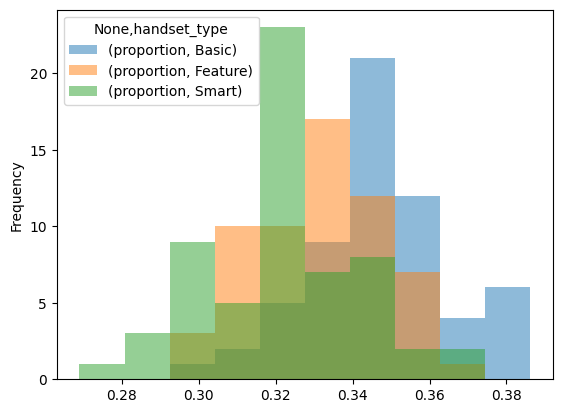 None,handset_type
(proportion, Basic)
(proportion, Feature)
(proportion, Smart)
Frequency
20
15
10
5
0
0.28 0.30 0.32 0.34 0.36 0.38